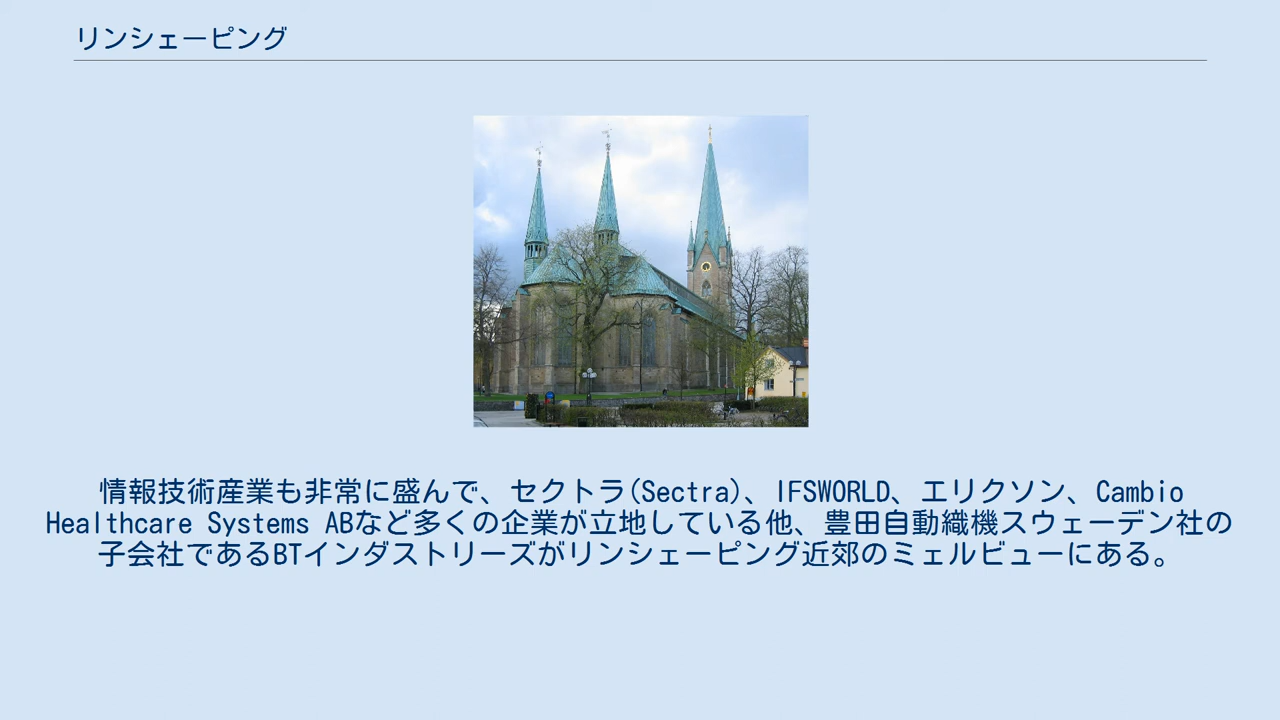 リンシェーピング
情報技術産業も非常に盛んで、セクトラ(Sectra)、IFSWORLD、エリクソン、Cambio
Healthcare Systems ABなど多くの企業が立地している他、豊田自動織機スウェーデン社の
子会社であるBTインダストリーズがリンシェーピング近郊のミェルビューにある。